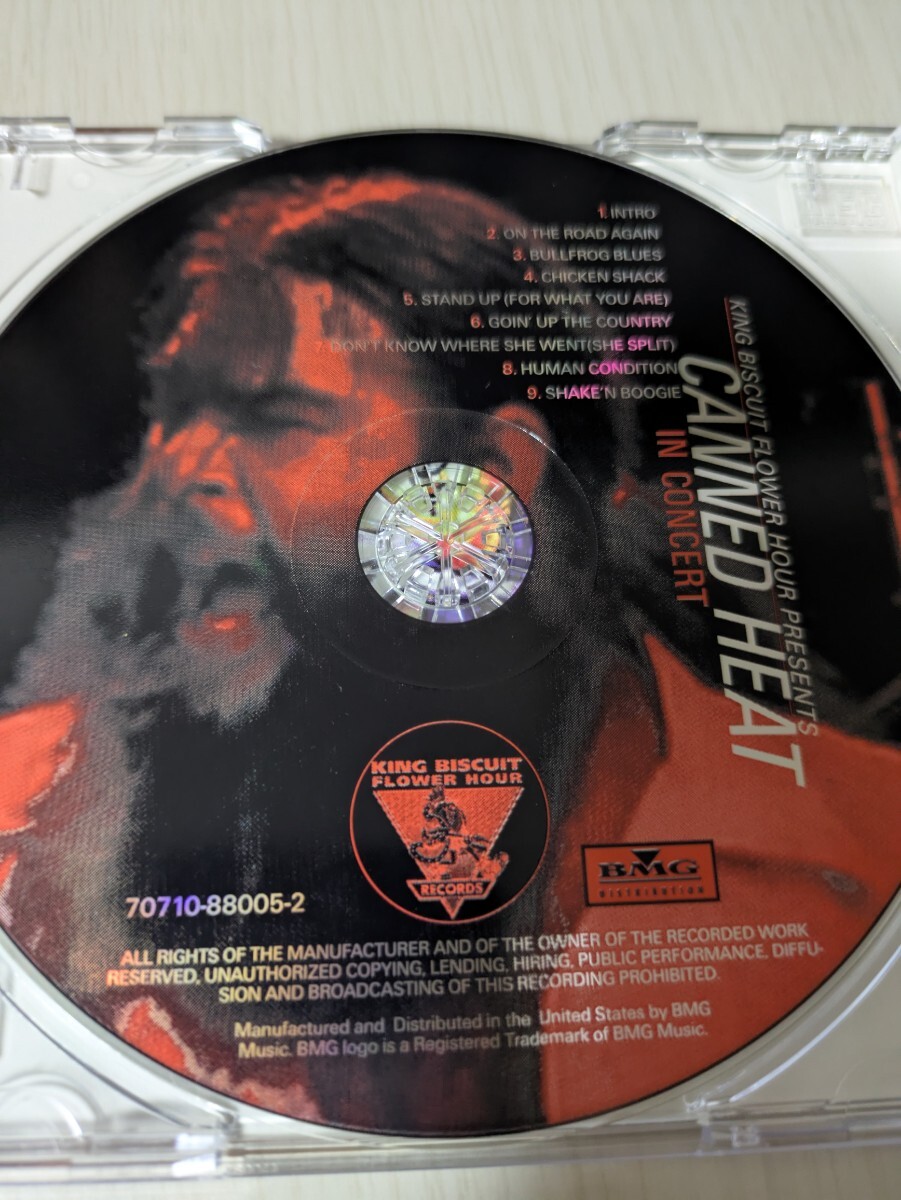 1. INTRO
2. ON THE ROAD AGAIN
3. BULLFROG BLUES
4. CHICKEN SHACK
5. STAND UP (FOR WHAT YOU ARE)
6. GOIN' UP THE COUNTRY
7. DON'T KNOW WHERE SHE WENT(SHE SPLIT)
8. HUMAN CONDITION
9. SHAKE'N BOOGIE
KING BISCUIT FLOWER HOUR PRESENTS
CANNED HEAT
IN CONCERT
KING BISCUIT
FLOWER HOUR
RECORDS
BMG
DISTRIBUTION
70710-88005-2
ALL RIGHTS OF THE MANUFACTURER AND OF THE OWNER OF THE RECORDED WORK
RESERVED. UNAUTHORIZED COPYING, LENDING, HIRING, PUBLIC PERFORMANCE, DIFFU-
SION AND BROADCASTING OF THIS RECORDING PROHIBITED.
Manufactured and Distributed in the United States by BMG
Music. BMG logo is a Registered Trademark of BMG Music.